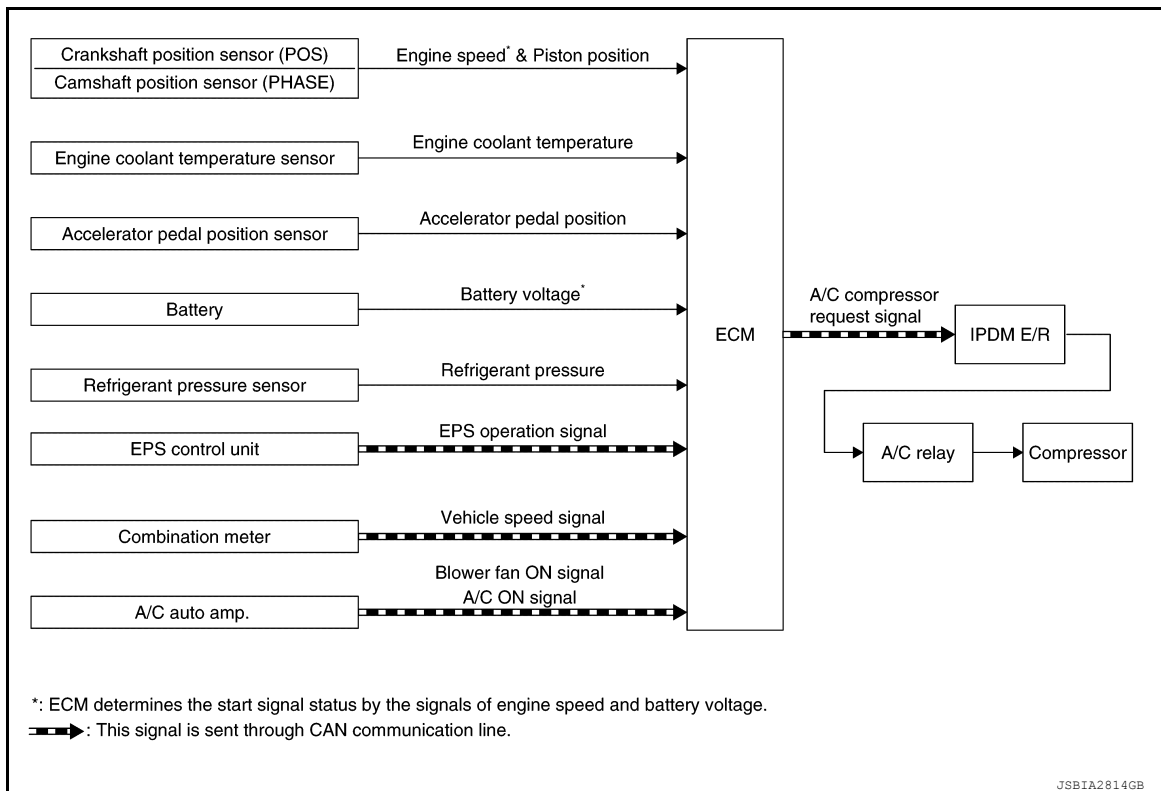 Crankshaft position sensor (POS)
Camshaft position sensor (PHASE)
Engine speed* & Piston position
Engine coolant temperature sensor
Engine coolant temperature
Accelerator pedal position sensor
Accelerator pedal position
Battery
Battery voltage*
Refrigerant pressure sensor
Refrigerant pressure
EPS control unit
EPS operation signal
Combination meter
Vehicle speed signal
A/C auto amp.
Blower fan ON signal
A/C ON signal
ECM
A/C compressor
request signal
IPDM E/R
A/C relay
Compressor
*: ECM determines the start signal status by the signals of engine speed and battery voltage.
: This signal is sent through CAN communication line.
JSBIA2814GB